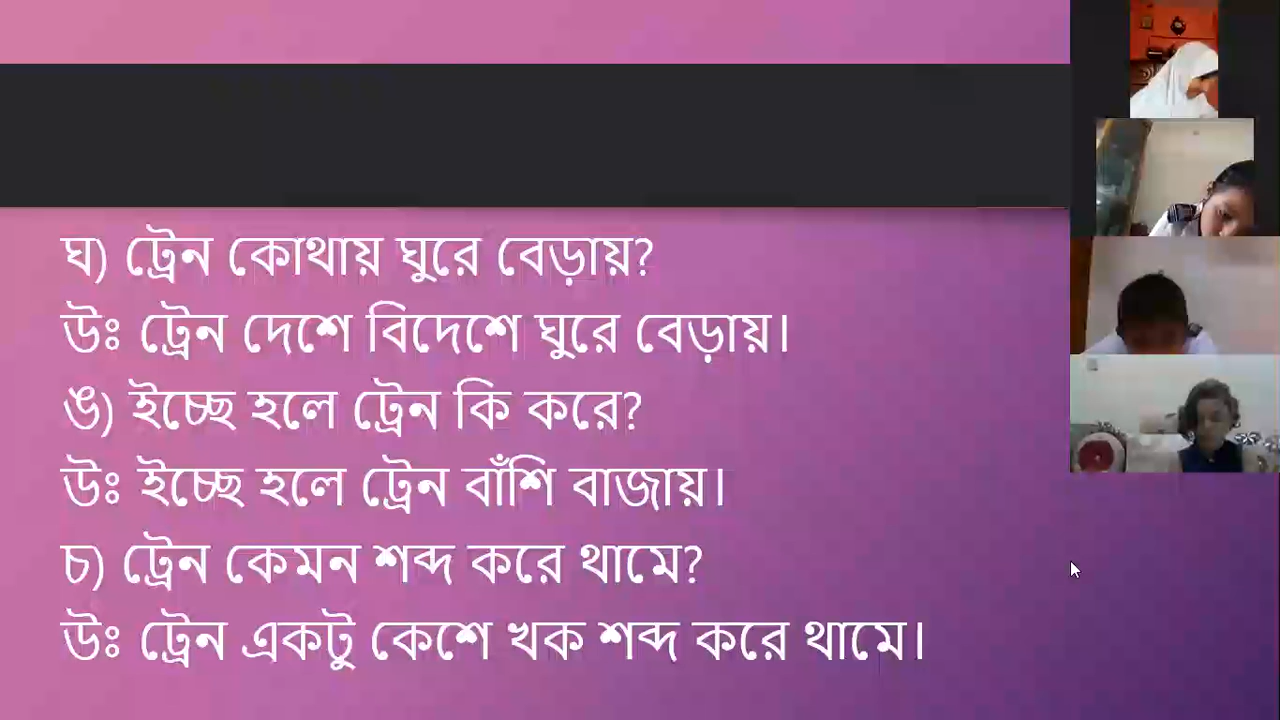 ঘ) ট্রেন কোথায় ঘুরে বেড়ায়?
উঃ ট্রেন দেশে বিদেশে ঘুরে বেড়ায়।
ঙ) ইচ্ছে হলে ট্রেন কি করে?
উঃ ইচ্ছে হলে ট্রেন বাঁশি বাজায়।
চ) ট্রেন কেমন শব্দ করে থামে?
উঃ ট্রেন একটু কেশে খক শব্দ করে থামে।